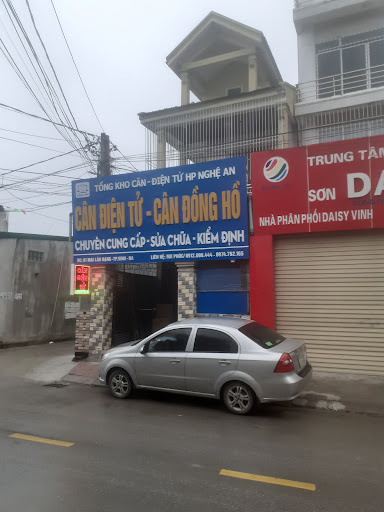 TỔNG KHO CÂN - ĐIỆN TỬ HP NGHỆ AN
CÂN ĐIỆN TỬ - CÂN ĐỒNG HỒ
CHUYÊN CUNG CẤP - SỬA CHỮA - KIỂM ĐỊNH
TRUNG TÂM
SƠN DA
NHÀ PHÂN PHỐI DAISY VINH